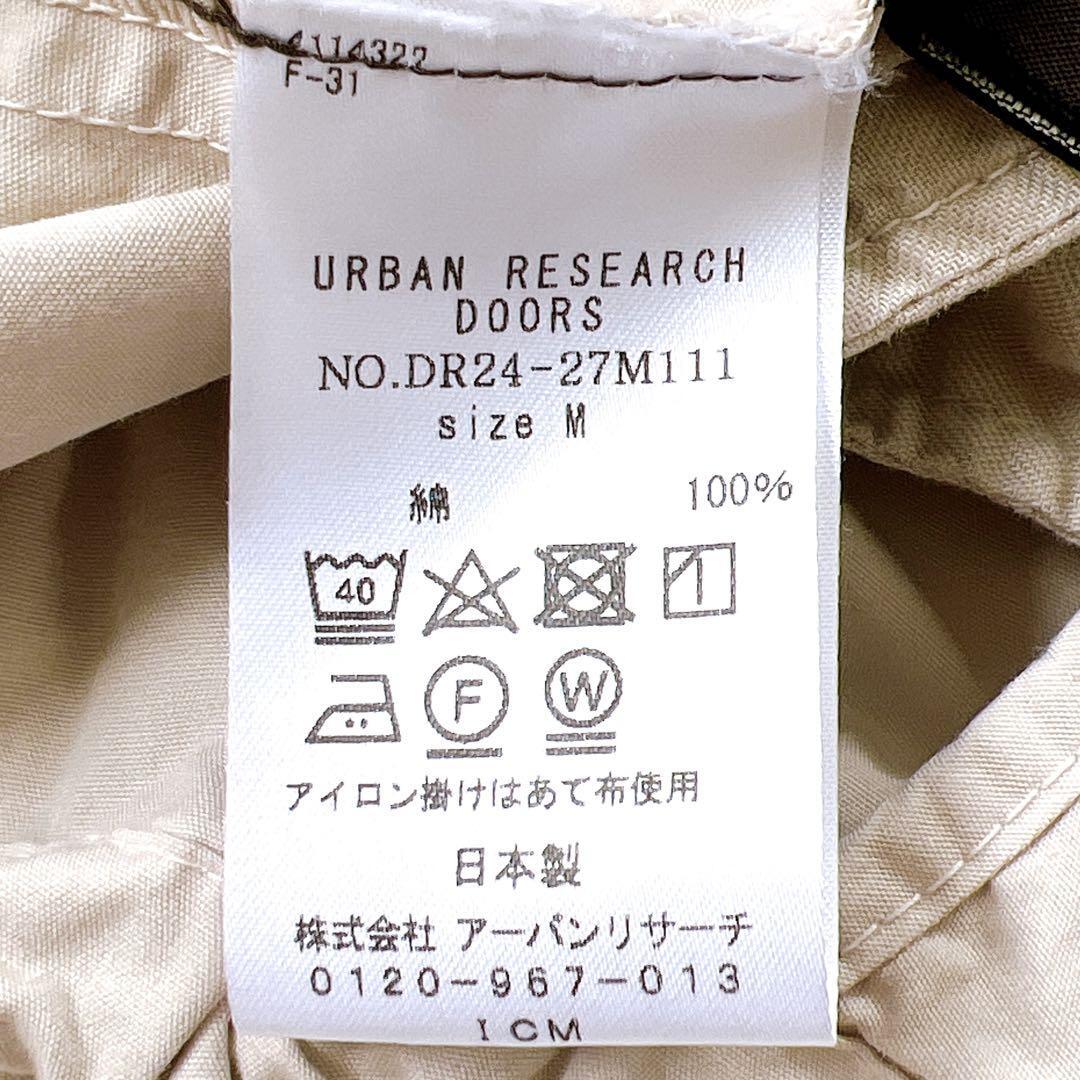 4114322
F-31
URBAN RESEARCH
DOORS
NO.DR24-27M111
size M
綿 100%
40
F W
アイロン掛けはあて布使用
日本製
株式会社 アーバンリサーチ
0120-967-013
ICM